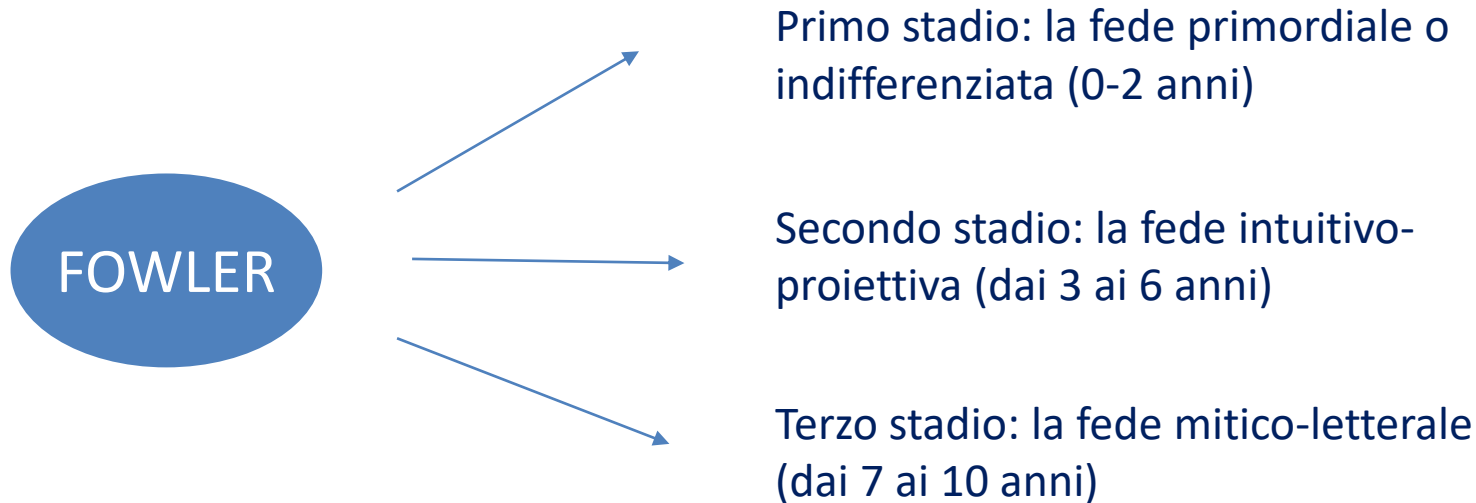 FOWLER
Primo stadio: la fede primordiale o
indifferenziata (0-2 anni)
Secondo stadio: la fede intuitivo-
proiettiva (dai 3 ai 6 anni)
Terzo stadio: la fede mitico-letterale
(dai 7 ai 10 anni)